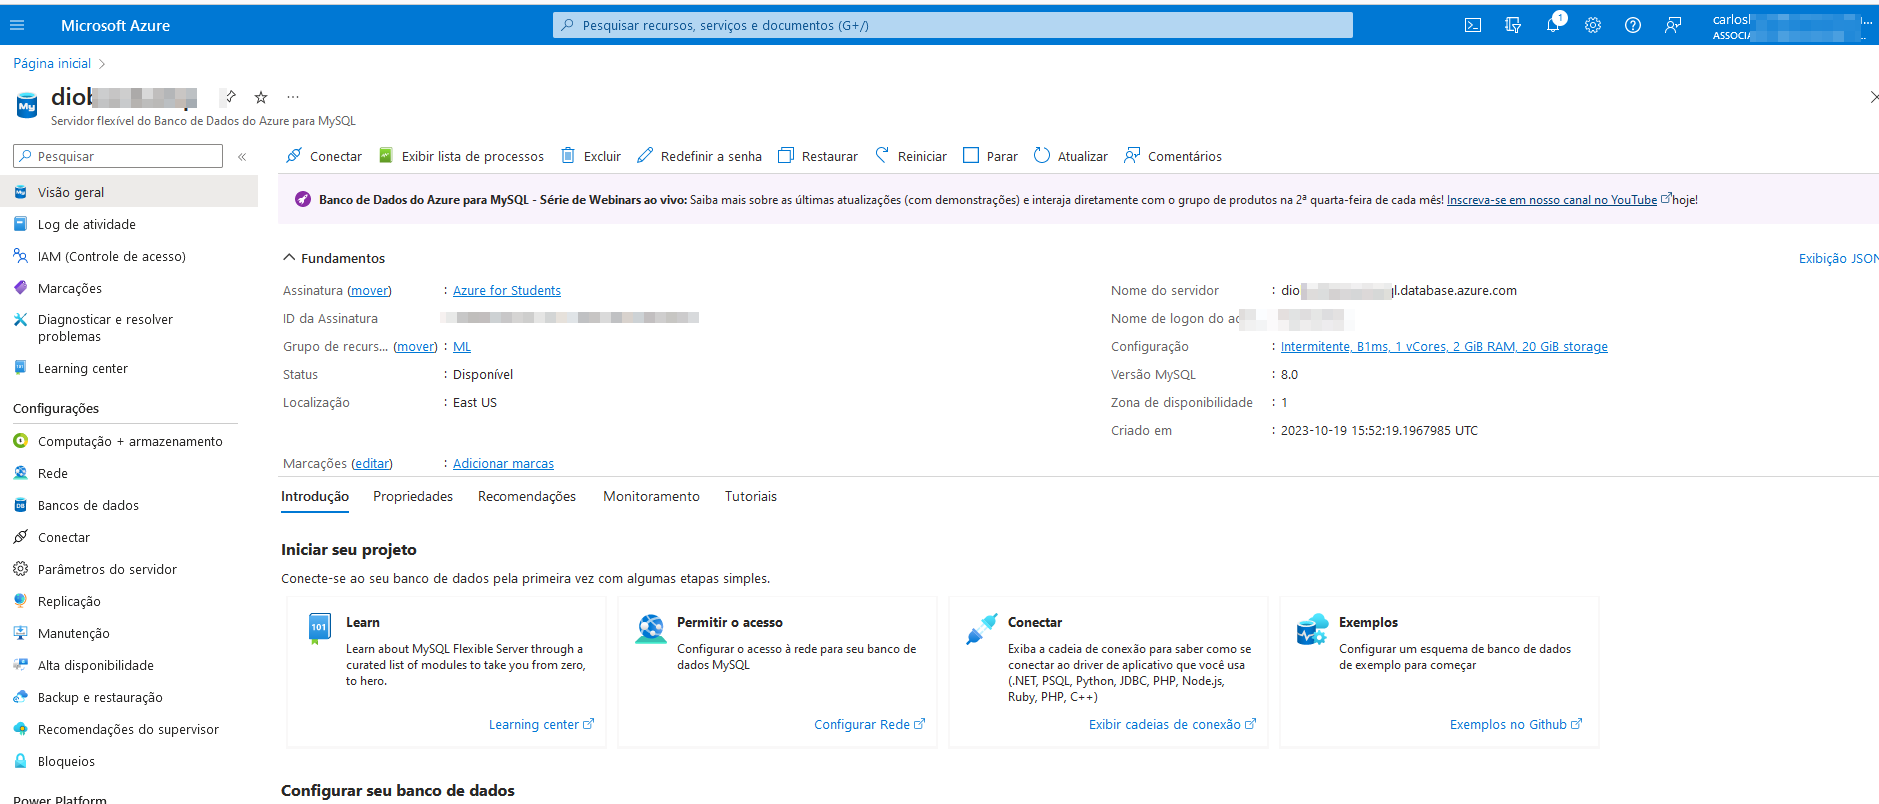 Microsoft Azure
Pesquisar recursos, serviços e documentos (G+/)
1
carlos
...
ASSOCIA
..
Página inicial
My
dio
...
Servidor flexível do Banco de Dados do Azure para MySQL
Pesquisar
«
Conectar
Exibir lista de processos
Excluir
Redefinir a senha
Restaurar
Reiniciar
Parar
Atualizar
Comentários
Visão geral
Log de atividade
IAM (Controle de acesso)
Marcações
Diagnosticar e resolver
problemas
Learning center
Configurações
Computação + armazenamento
Rede
Bancos de dados
Conectar
Parâmetros do servidor
Replicação
Manutenção
Alta disponibilidade
Backup e restauração
Recomendações do supervisor
Bloqueios
Power Platform
Banco de Dados do Azure para MySQL - Série de Webinars ao vivo: Saiba mais sobre as últimas atualizações (com demonstrações) e interaja diretamente com o grupo de produtos na 2ª quarta-feira de cada mês! Inscreva-se em nosso canal no YouTube hoje!
Fundamentos
Exibição JSON
Assinatura (mover) : Azure for Students
ID da Assinatura
Grupo de recurs... (mover) : ML
Status : Disponível
Localização : East US
Nome do servidor : dio l.database.azure.com
Nome de logon do ad
Configuração : Intermitente, B1ms, 1 vCores, 2 GiB RAM, 20 GiB storage
Versão MySQL : 8.0
Zona de disponibilidade : 1
Criado em : 2023-10-19 15:52:19.1967985 UTC
Marcações (editar) : Adicionar marcas
Introdução
Propriedades
Recomendações
Monitoramento
Tutoriais
Iniciar seu projeto
Conecte-se ao seu banco de dados pela primeira vez com algumas etapas simples.
101
Learn
Learn about MySQL Flexible Server through a
curated list of modules to take you from zero,
to hero.
Learning center
Permitir o acesso
Configurar o acesso à rede para seu banco de
dados MySQL
Configurar Rede
Conectar
Exiba a cadeia de conexão para saber como se
conectar ao driver de aplicativo que você usa
(.NET, PSQL, Python, JDBC, PHP, Node.js,
Ruby, PHP, C++)
Exibir cadeias de conexão
Exemplos
Configurar um esquema de banco de dados
de exemplo para começar
Exemplos no Github
Configurar seu banco de dados